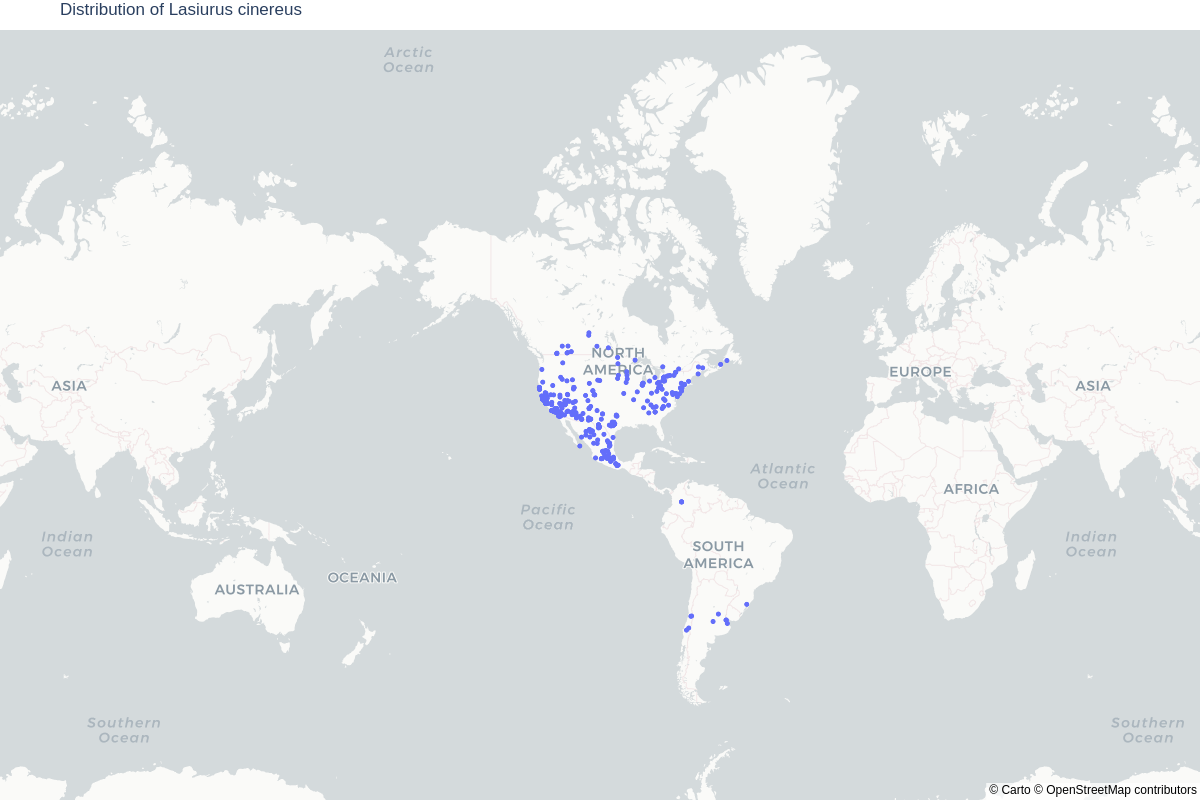 Distribution of Lasiurus cinereus
Arctic
Ocean
NORTH
AMERICA
EUROPE
ASIA
ASIA
Atlantic
Ocean
AFRICA
Pacific
Ocean
Indian
Ocean
Indian
Ocean
SOUTH
AMERICA
OCEANIA
AUSTRALIA
Southern
Ocean
Southern
Ocean
© Carto © OpenStreetMap contributors